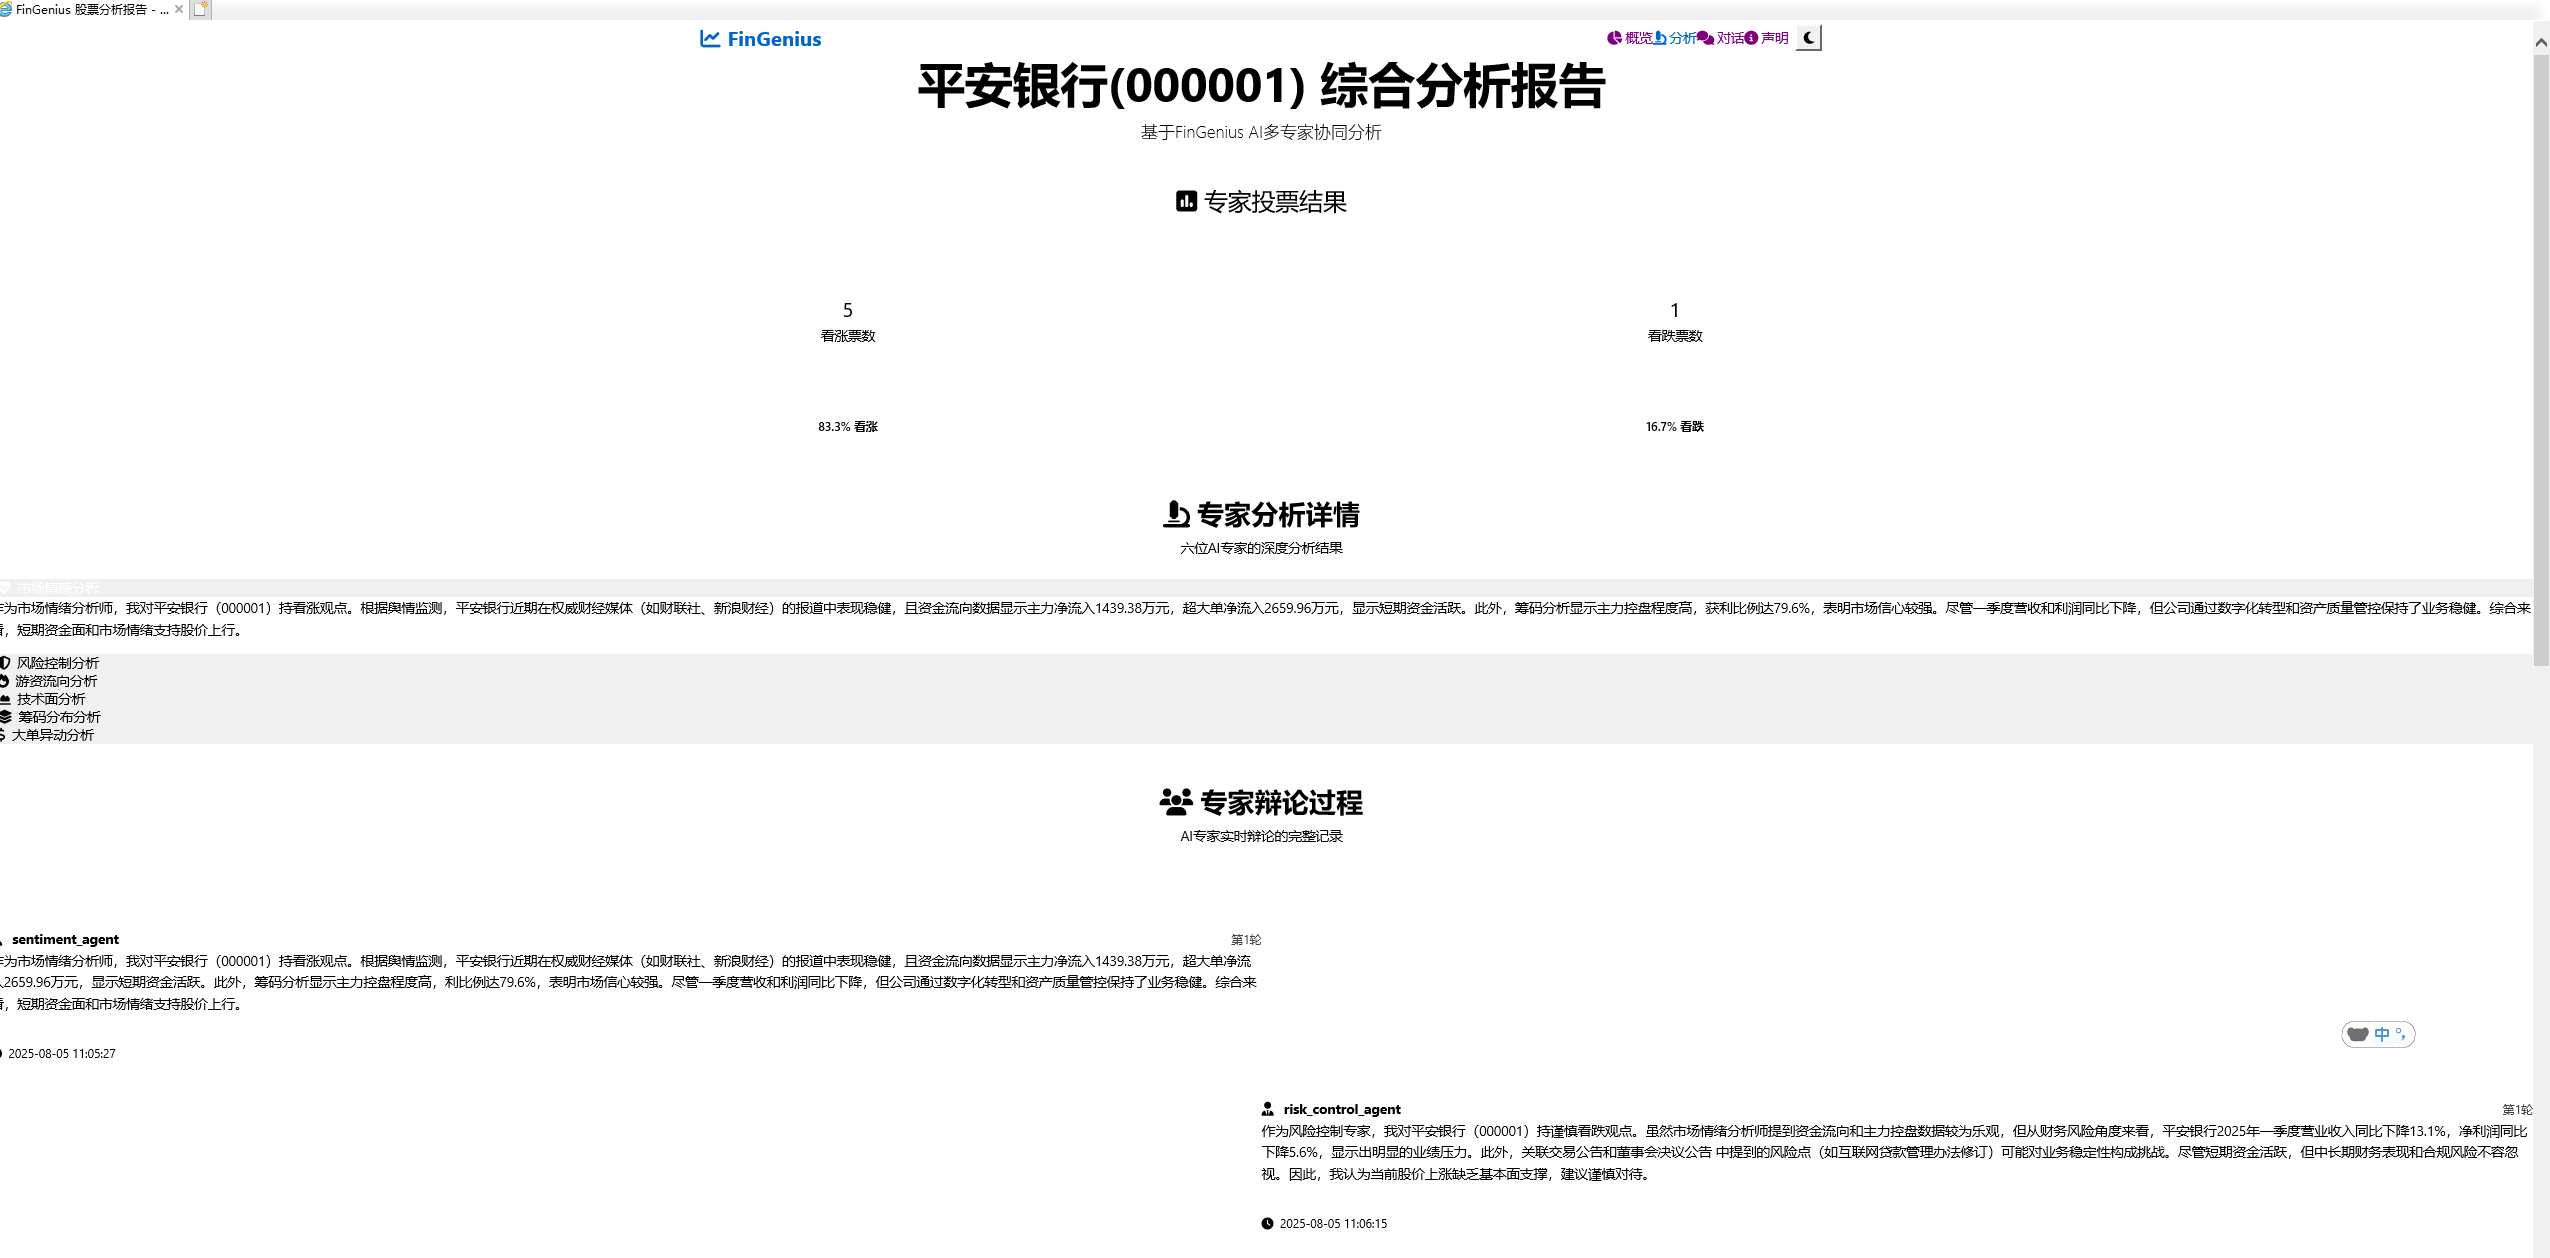 FinGenius 股票分析报告 - ...
FinGenius
概览 分析 对话 声明
平安银行(000001) 综合分析报告
基于FinGenius AI多专家协同分析
专家投票结果
5
看涨票数
1
看跌票数
83.3% 看涨
16.7% 看跌
专家分析详情
六位AI专家的深度分析结果
市场情感分析
作为市场情绪分析师，我对平安银行（000001）持看涨观点。根据舆情监测，平安银行近期在权威财经媒体（如财联社、新浪财经）的报道中表现稳健，且资金流向数据显示主力净流入1439.38万元，超大单净流入2659.96万元，显示短期资金活跃。此外，筹码分析显示主力控盘程度高，获利比例达79.6%，表明市场信心较强。尽管一季度营收和利润同比下降，但公司通过数字化转型和资产质量管控保持了业务稳健。综合来
看，短期资金面和市场情绪支持股价上行。
风险控制分析
游资流向分析
技术面分析
筹码分布分析
大单异动分析
专家辩论过程
AI专家实时辩论的完整记录
sentiment_agent
第1轮
作为市场情绪分析师，我对平安银行（000001）持看涨观点。根据舆情监测，平安银行近期在权威财经媒体（如财联社、新浪财经）的报道中表现稳健，且资金流向数据显示主力净流入1439.38万元，超大单净流
入2659.96万元，显示短期资金活跃。此外，筹码分析显示主力控盘程度高，利比例达79.6%，表明市场信心较强。尽管一季度营收和利润同比下降，但公司通过数字化转型和资产质量管控保持了业务稳健。综合来
看，短期资金面和市场情绪支持股价上行。
2025-08-05 11:05:27
中 °,
risk_control_agent
第1轮
作为风险控制专家，我对平安银行（000001）持谨慎看跌观点。虽然市场情绪分析师提到资金流向和主力控盘数据较为乐观，但从财务风险角度来看，平安银行2025年一季度营业收入同比下降13.1%，净利润同比
下降5.6%，显示出明显的业绩压力。此外，关联交易公告和董事会决议公告 中提到的风险点（如互联网贷款管理办法修订）可能对业务稳定性构成挑战。尽管短期资金活跃，但中长期财务表现和合规风险不容忽
视。因此，我认为当前股价上涨缺乏基本面支撑，建议谨慎对待。
2025-08-05 11:06:15